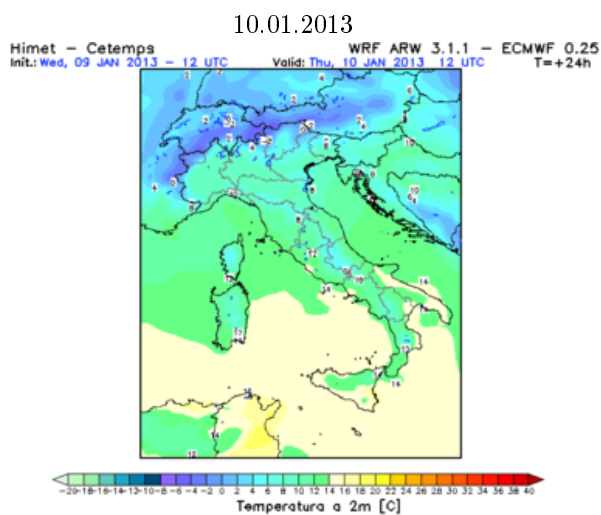 10.01.2013
Himet - Cetemps WRF ARW 3.1.1 - ECMWF 0.25
Init.: Wed, 09 JAN 2013 - 12 UTC Valid: Thu, 10 JAN 2013 12 UTC T=+24h
-20 -18 -16 -14 -12 -10 -8 -6 -4 -2 0 2 4 6 8 10 12 14 16 18 20 22 24 26 28 30 32 34 36 38 40
Temperatura a 2m [C]